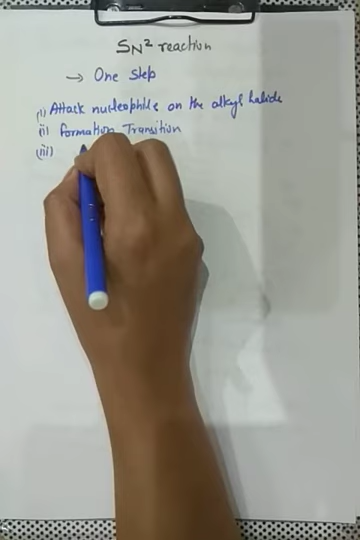 SN² reaction
→ One Step
(i) Attack nucleophile on the alkyl halide
(ii) formation Transition
(iii)